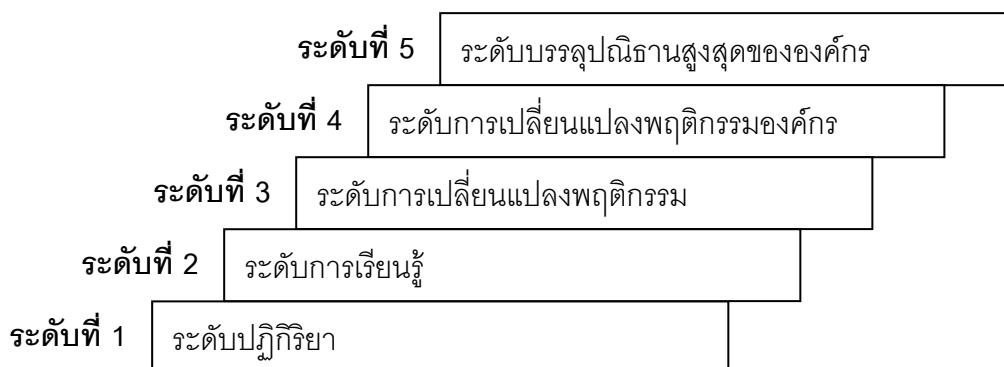 ระดับที่ 5 ระดับบรรลุปณิธานสูงสุดขององค์กร
ระดับที่ 4 ระดับการเปลี่ยนแปลงพฤติกรรมองค์กร
ระดับที่ 3 ระดับการเปลี่ยนแปลงพฤติกรรม
ระดับที่ 2 ระดับการเรียนรู้
ระดับที่ 1 ระดับปฏิกิริยา